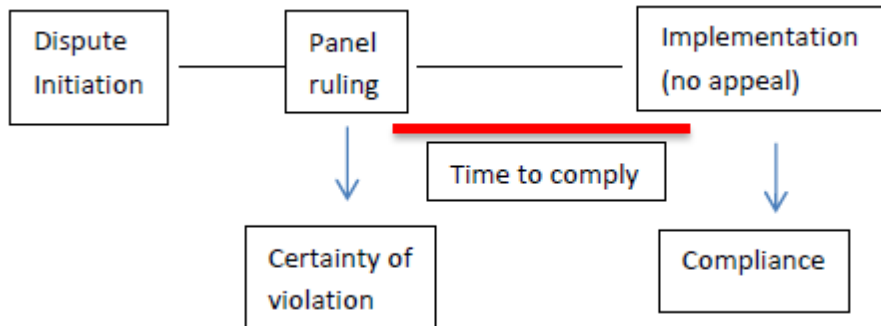 Dispute
Initiation
Panel
ruling
Implementation
(no appeal)
Time to comply
Certainty of
violation
Compliance